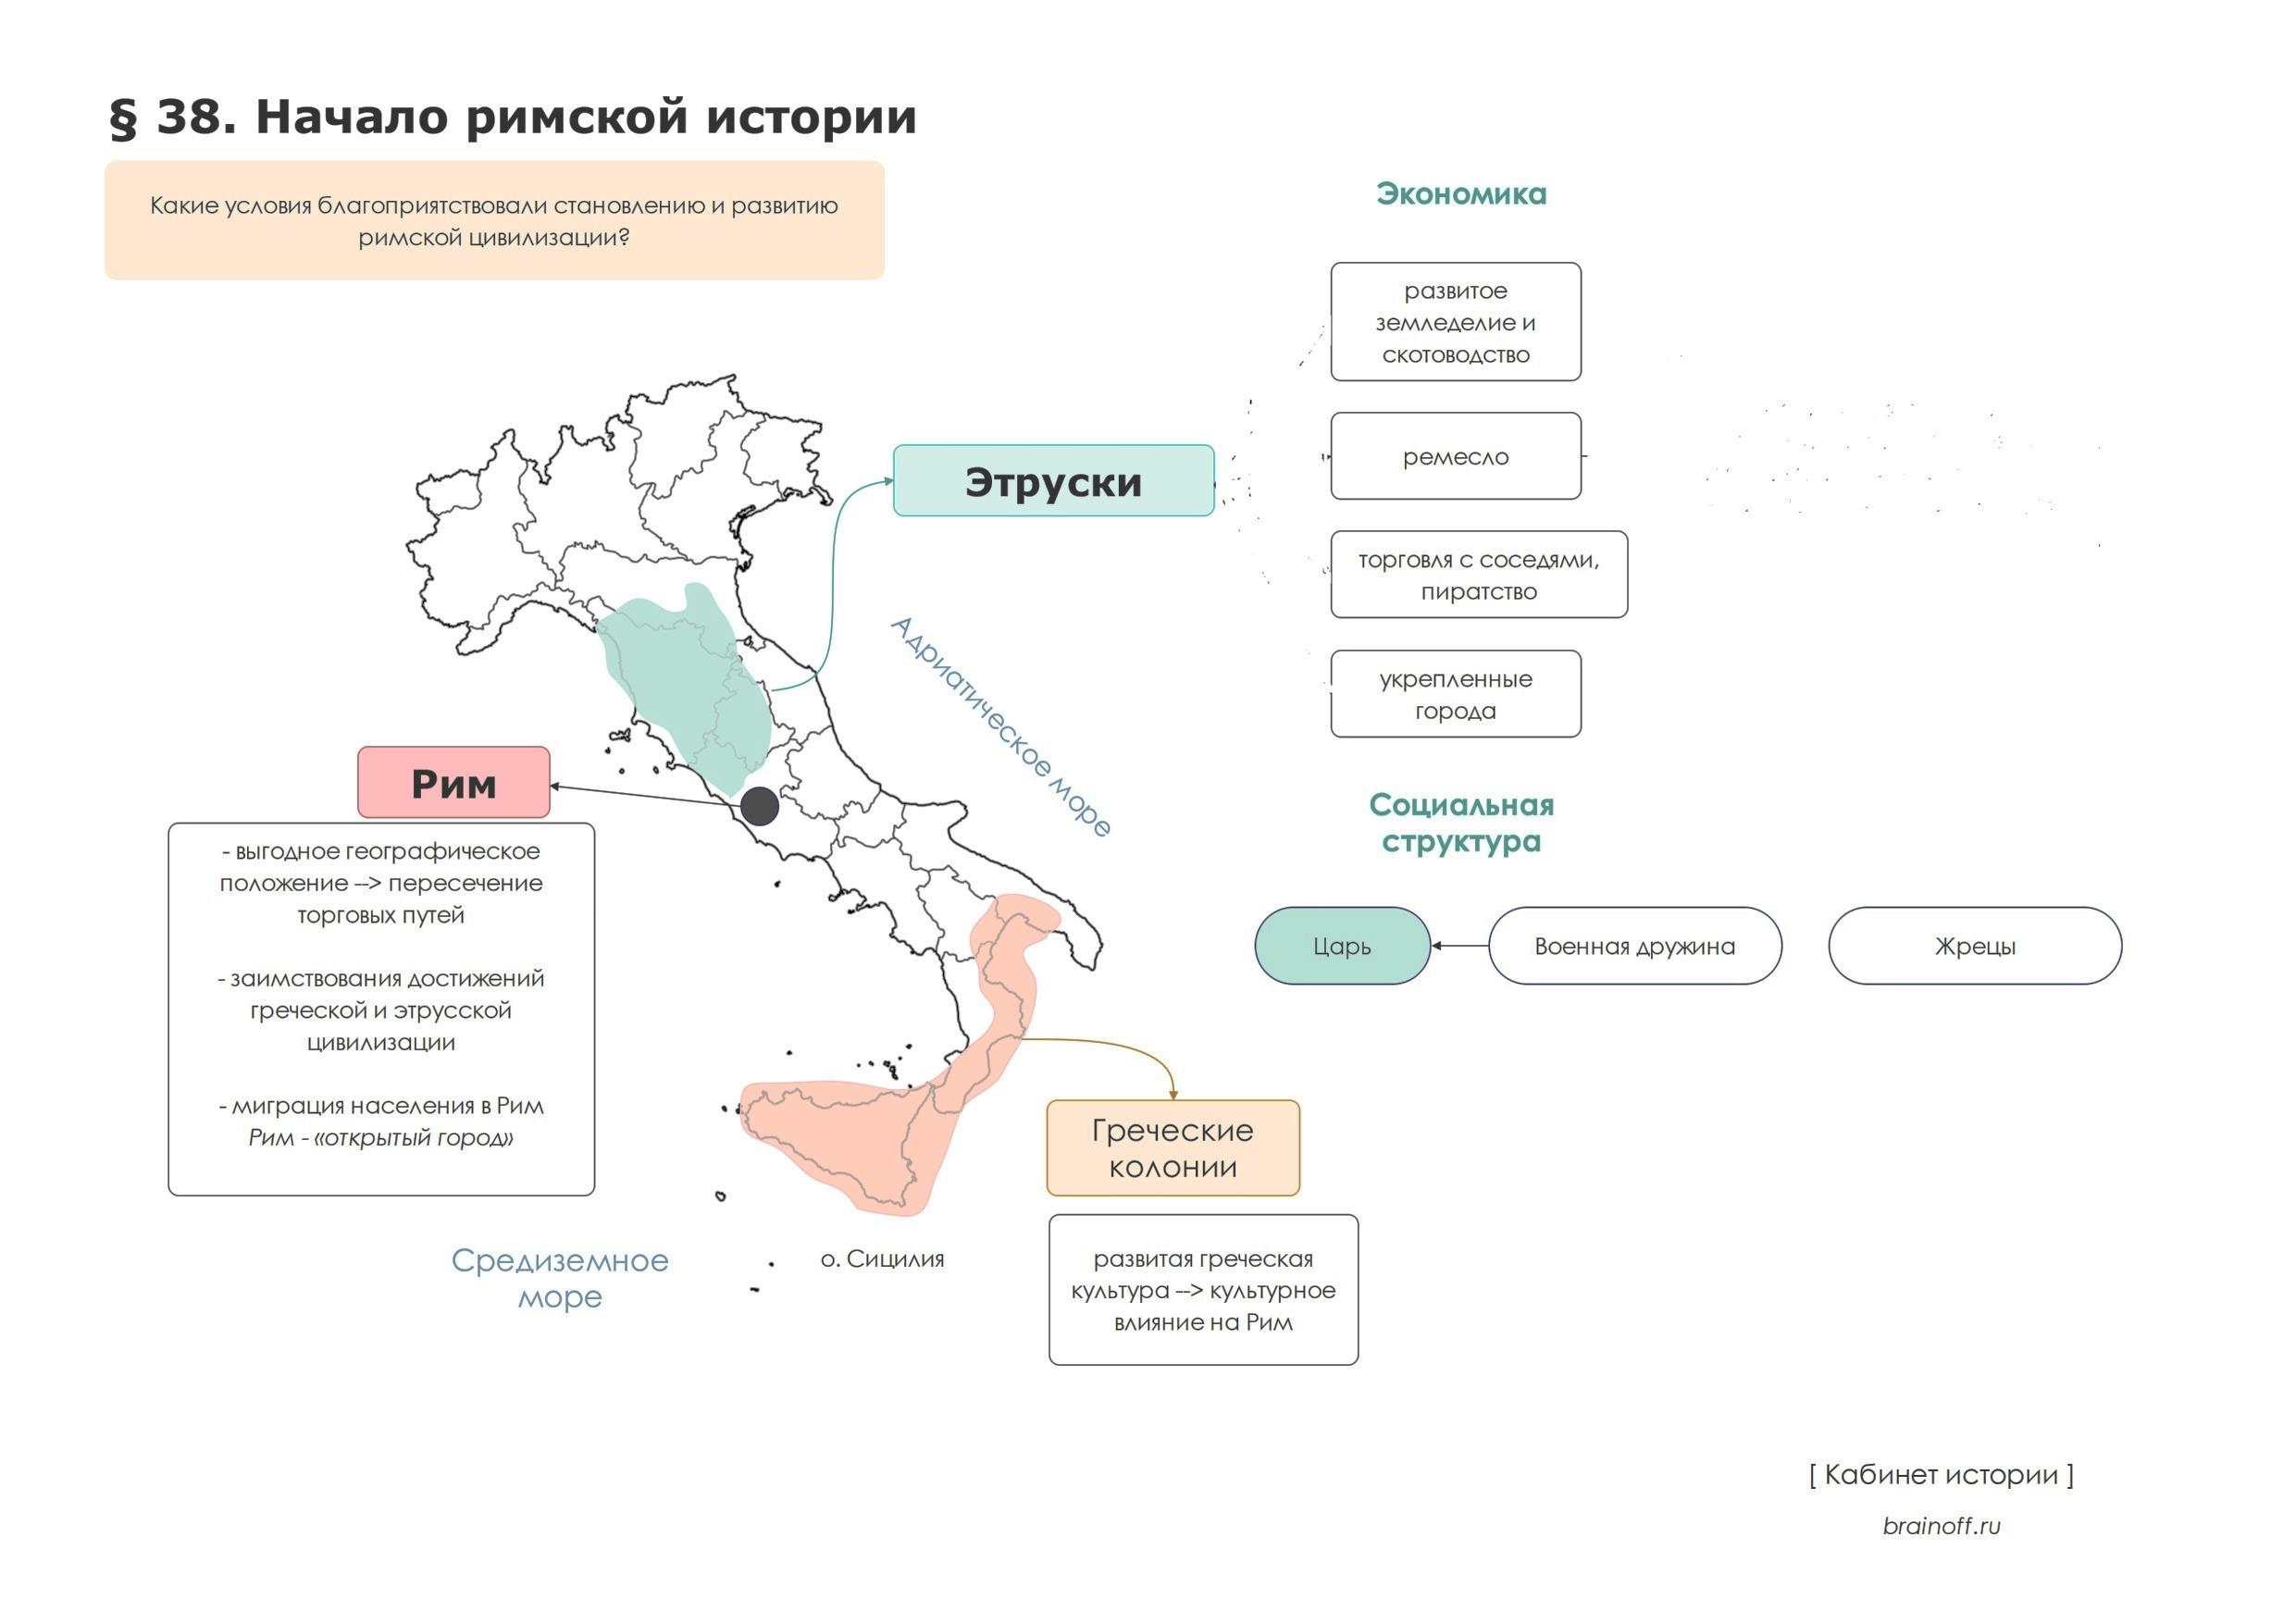 § 38. Начало римской истории
Какие условия благоприятствовали становлению и развитию
римской цивилизации?
Экономика
развитое
земледелие и
скотоводство
Этруски
ремесло
торговля с соседями,
пиратство
Адриатическое море
укрепленные
города
Рим
- выгодное географическое
положение --> пересечение
торговых путей
- заимствования достижений
греческой и этрусской
цивилизации
- миграция населения в Рим
Рим - «открытый город»
Социальная
структура
Царь
Военная дружина
Жрецы
Греческие
колонии
развитая греческая
культура --> культурное
влияние на Рим
о. Сицилия
Средиземное
море
[ Кабинет истории ]
brainoff.ru